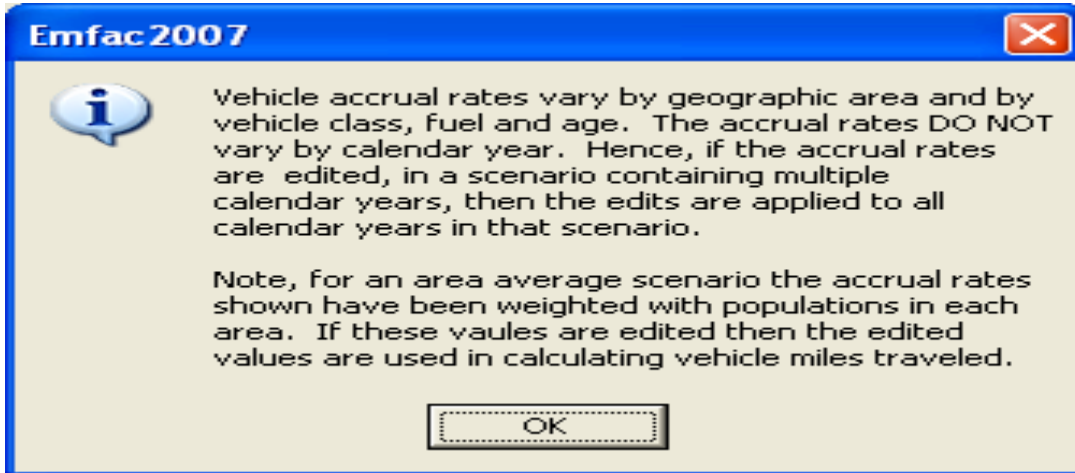 Emfac2007
Vehicle accrual rates vary by geographic area and by
vehicle class, fuel and age.  The accrual rates DO NOT
vary by calendar year.  Hence, if the accrual rates
are  edited, in a scenario containing multiple
calendar years, then the edits are applied to all
calendar years in that scenario.
Note, for an area average scenario the accrual rates
shown have been weighted with populations in each
area.  If these vaules are edited then the edited
values are used in calculating vehicle miles traveled.
OK